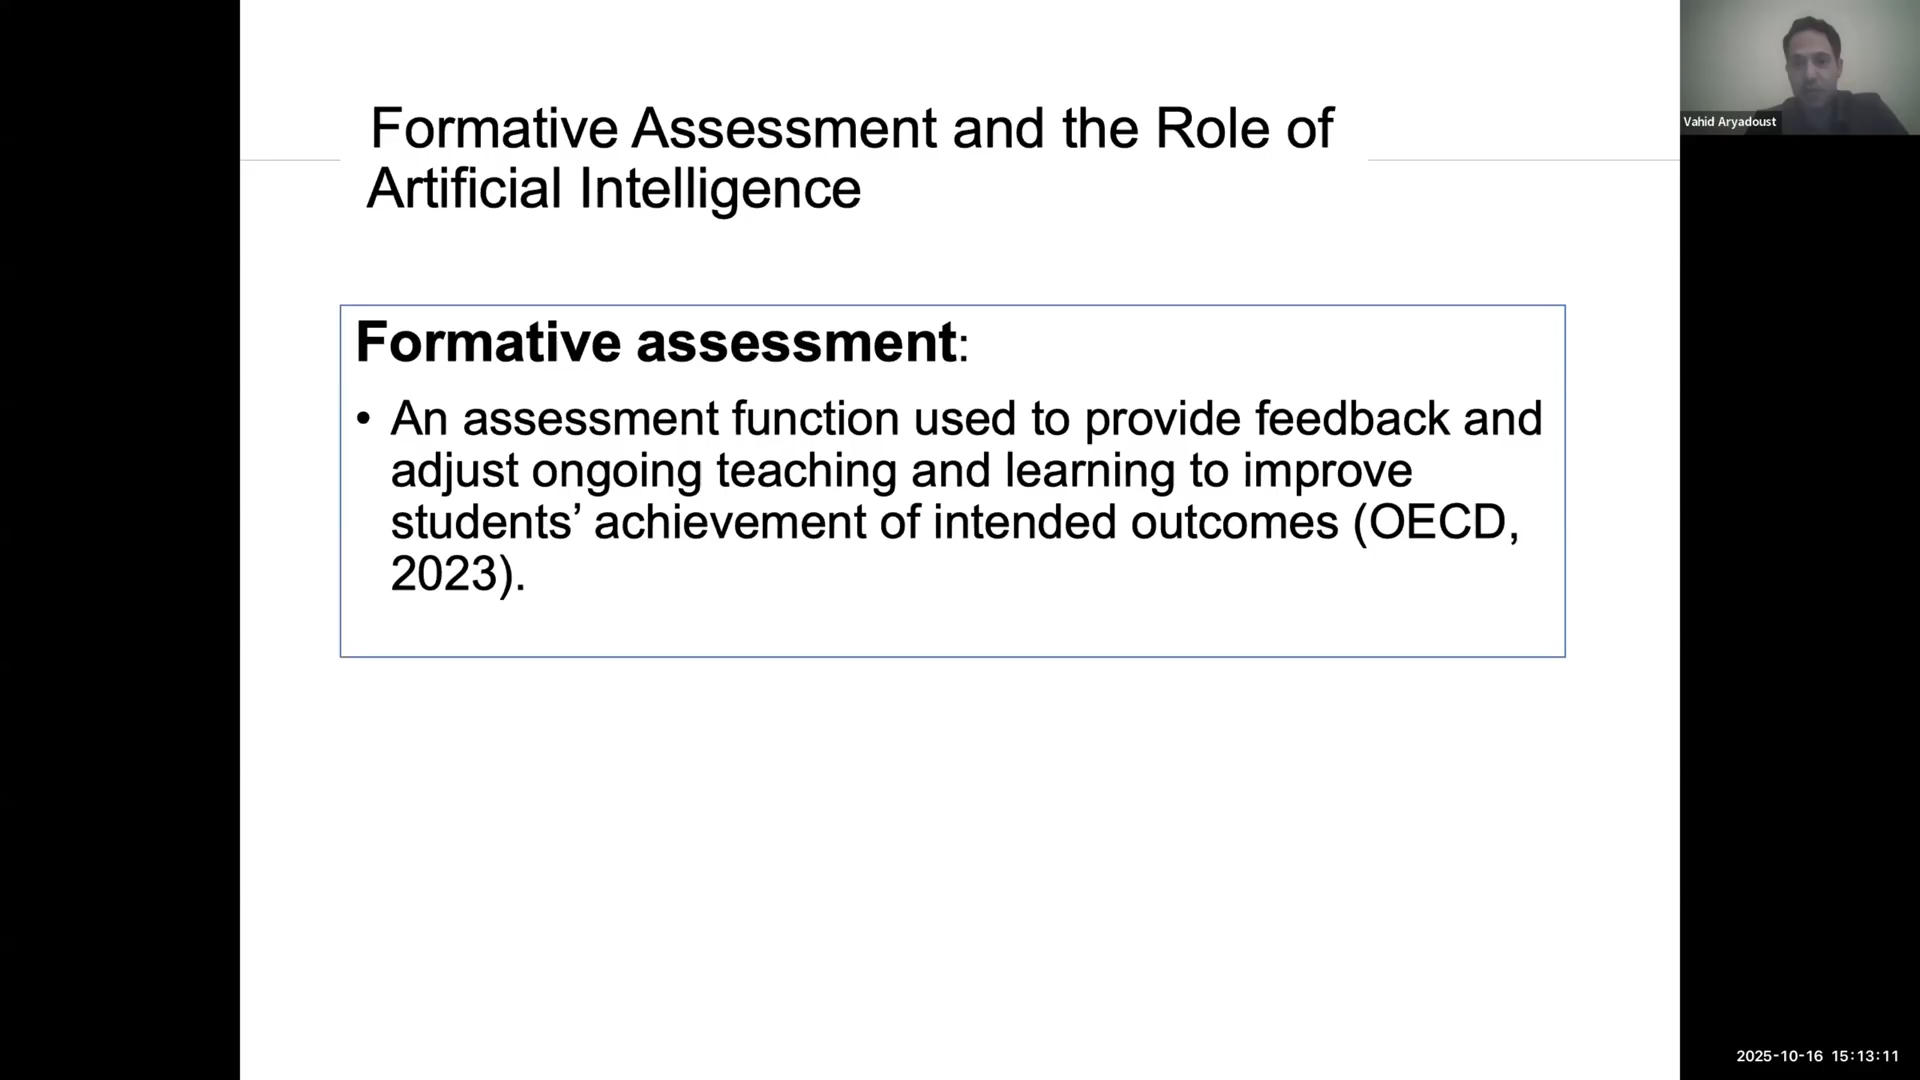 Formative Assessment and the Role of
Artificial Intelligence
Formative assessment:
• An assessment function used to provide feedback and
adjust ongoing teaching and learning to improve
students’ achievement of intended outcomes (OECD,
2023).
Vahid Aryadoust
2025-10-16 15:13:11